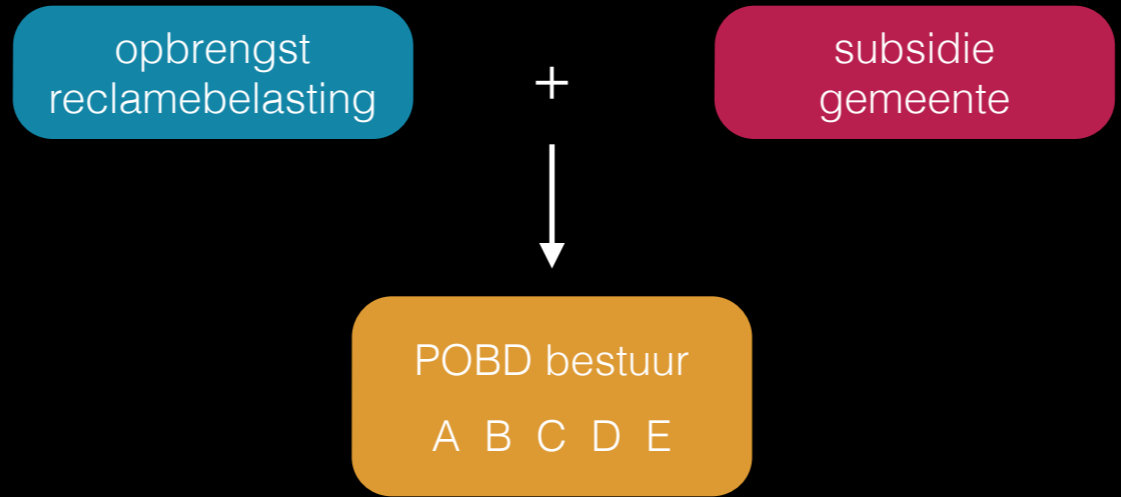 opbrengst
reclamebelasting
+
subsidie
gemeente
POBD bestuur
A B C D E